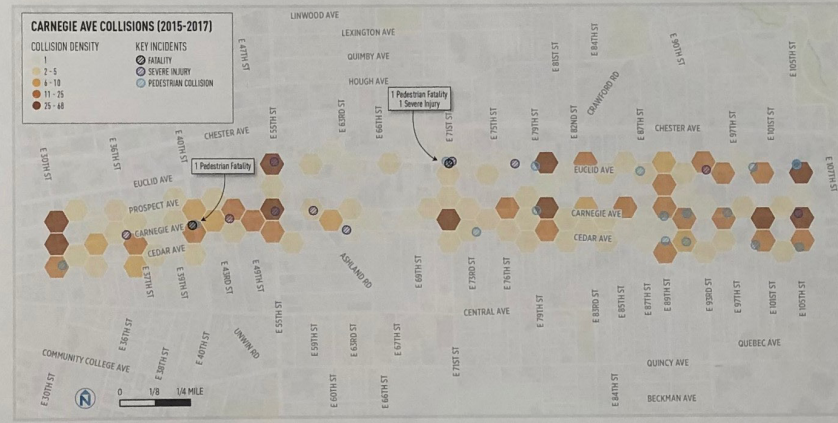 CARNEGIE AVE COLLISIONS (2015-2017)
COLLISION DENSITY
1
2 - 5
6 - 10
11 - 25
25 - 68
KEY INCIDENTS
FATALITY
SEVERE INJURY
PEDESTRIAN COLLISION
LINWOOD AVE
LEXINGTON AVE
QUIMBY AVE
HOUGH AVE
E 47TH ST
E 81ST ST
E 84TH ST
E 90TH ST
E 105TH ST
CRAWFORD RD
1 Pedestrian Fatality
1 Severe Injury
E 30TH ST
E 36TH ST
E 40TH ST
CHESTER AVE
E 55TH ST
E 63RD ST
E 66TH ST
E 71ST ST
E 75TH ST
E 79TH ST
E 82ND ST
E 87TH ST
CHESTER AVE
E 97TH ST
E 101ST ST
E 107TH ST
1 Pedestrian Fatality
EUCLID AVE
EUCLID AVE
PROSPECT AVE
CARNEGIE AVE
CARNEGIE AVE
CEDAR AVE
CEDAR AVE
E 37TH ST
E 39TH ST
E 43RD ST
E 49TH ST
ASHLAND RD
E 69TH ST
E 73RD ST
E 76TH ST
E 79TH ST
E 83RD ST
E 85TH ST
E 87TH ST
E 89TH ST
E 93RD ST
E 97TH ST
E 101ST ST
E 105TH ST
CENTRAL AVE
E 36TH ST
E 38TH ST
E 40TH ST
UNWIN RD
E 55TH ST
E 59TH ST
E 63RD ST
E 67TH ST
E 71ST ST
QUEBEC AVE
COMMUNITY COLLEGE AVE
QUINCY AVE
E 30TH ST
E 60TH ST
E 66TH ST
E 84TH ST
BECKMAN AVE
N
0 1/8 1/4 MILE